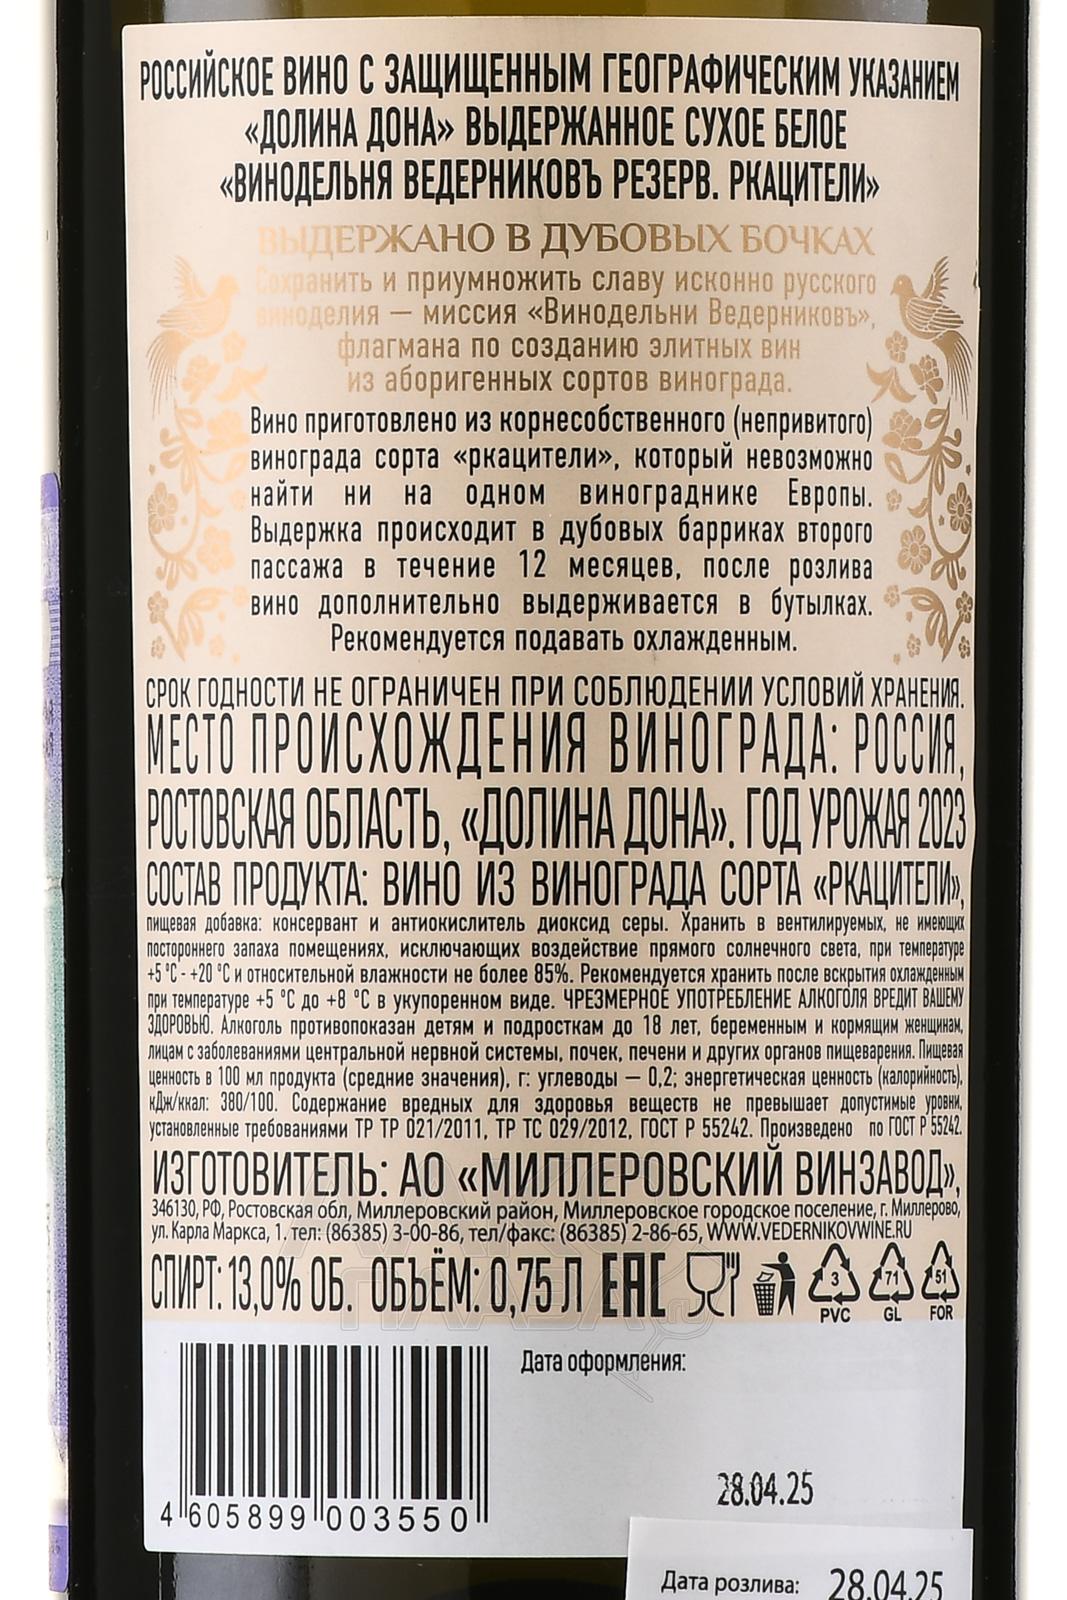 РОССИЙСКОЕ ВИНО С ЗАЩИЩЕННЫМ ГЕОГРАФИЧЕСКИМ УКАЗАНИЕМ
«ДОЛИНА ДОНА» ВЫДЕРЖАННОЕ СУХОЕ БЕЛОЕ
«ВИНОДЕЛЬНЯ ВЕДЕРНИКОВЪ РЕЗЕРВ. РКАЦИТЕЛИ»
ВЫДЕРЖАНО В ДУБОВЫХ БОЧКАХ
Сохранить и приумножить славу исконно русского
виноделия — миссия «Винодельни Ведерниковъ»,
флагмана по созданию элитных вин
из аборигенных сортов винограда.
Вино приготовлено из корнесобственного (непривитого)
винограда сорта «ркацители», который невозможно
найти ни на одном винограднике Европы.
Выдержка происходит в дубовых барриках второго
пассажа в течение 12 месяцев, после розлива
вино дополнительно выдерживается в бутылках.
Рекомендуется подавать охлажденным.
СРОК ГОДНОСТИ НЕ ОГРАНИЧЕН ПРИ СОБЛЮДЕНИИ УСЛОВИЙ ХРАНЕНИЯ.
МЕСТО ПРОИСХОЖДЕНИЯ ВИНОГРАДА: РОССИЯ,
РОСТОВСКАЯ ОБЛАСТЬ, «ДОЛИНА ДОНА». ГОД УРОЖАЯ 2023
СОСТАВ ПРОДУКТА: ВИНО ИЗ ВИНОГРАДА СОРТА «РКАЦИТЕЛИ»,
пищевая добавка: консервант и антиокислитель диоксид серы. Хранить в вентилируемых, не имеющих
постороннего запаха помещениях, исключающих воздействие прямого солнечного света, при температуре
+5 °С - +20 °С и относительной влажности не более 85%. Рекомендуется хранить после вскрытия охлажденным
при температуре +5 °С до +8 °С в укупоренном виде. ЧРЕЗМЕРНОЕ УПОТРЕБЛЕНИЕ АЛКОГОЛЯ ВРЕДИТ ВАШЕМУ
ЗДОРОВЬЮ. Алкоголь противопоказан детям и подросткам до 18 лет, беременным и кормящим женщинам,
лицам с заболеваниями центральной нервной системы, почек, печени и других органов пищеварения. Пищевая
ценность в 100 мл продукта (средние значения), г: углеводы — 0,2; энергетическая ценность (калорийность),
кДж/ккал: 380/100. Содержание вредных для здоровья веществ не превышает допустимые уровни,
установленные требованиями ТР ТР 021/2011, ТР ТС 029/2012, ГОСТ Р 55242. Произведено по ГОСТ Р 55242.
ИЗГОТОВИТЕЛЬ: АО «МИЛЛЕРОВСКИЙ ВИНЗАВОД»,
346130, РФ, Ростовская обл, Миллеровский район, Миллеровское городское поселение, г. Миллерово,
ул. Карла Маркса, 1. тел: (86385) 3-00-86, тел/факс: (86385) 2-86-65, WWW.VEDERNIKOVWINE.RU
СПИРТ: 13,0% ОБ. ОБЪЁМ: 0,75 Л ЕАС 3 71 51
PVC GL FOR
Дата оформления:
28.04.25
4 605899 003550
Дата розлива: 28.04.25